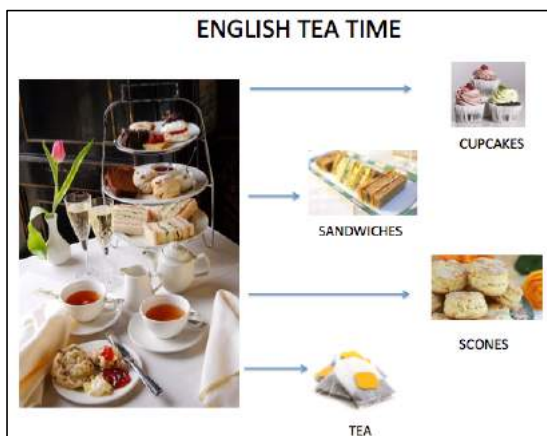 ENGLISH TEA TIME
CUPCAKES
SANDWICHES
SCONES
TEA